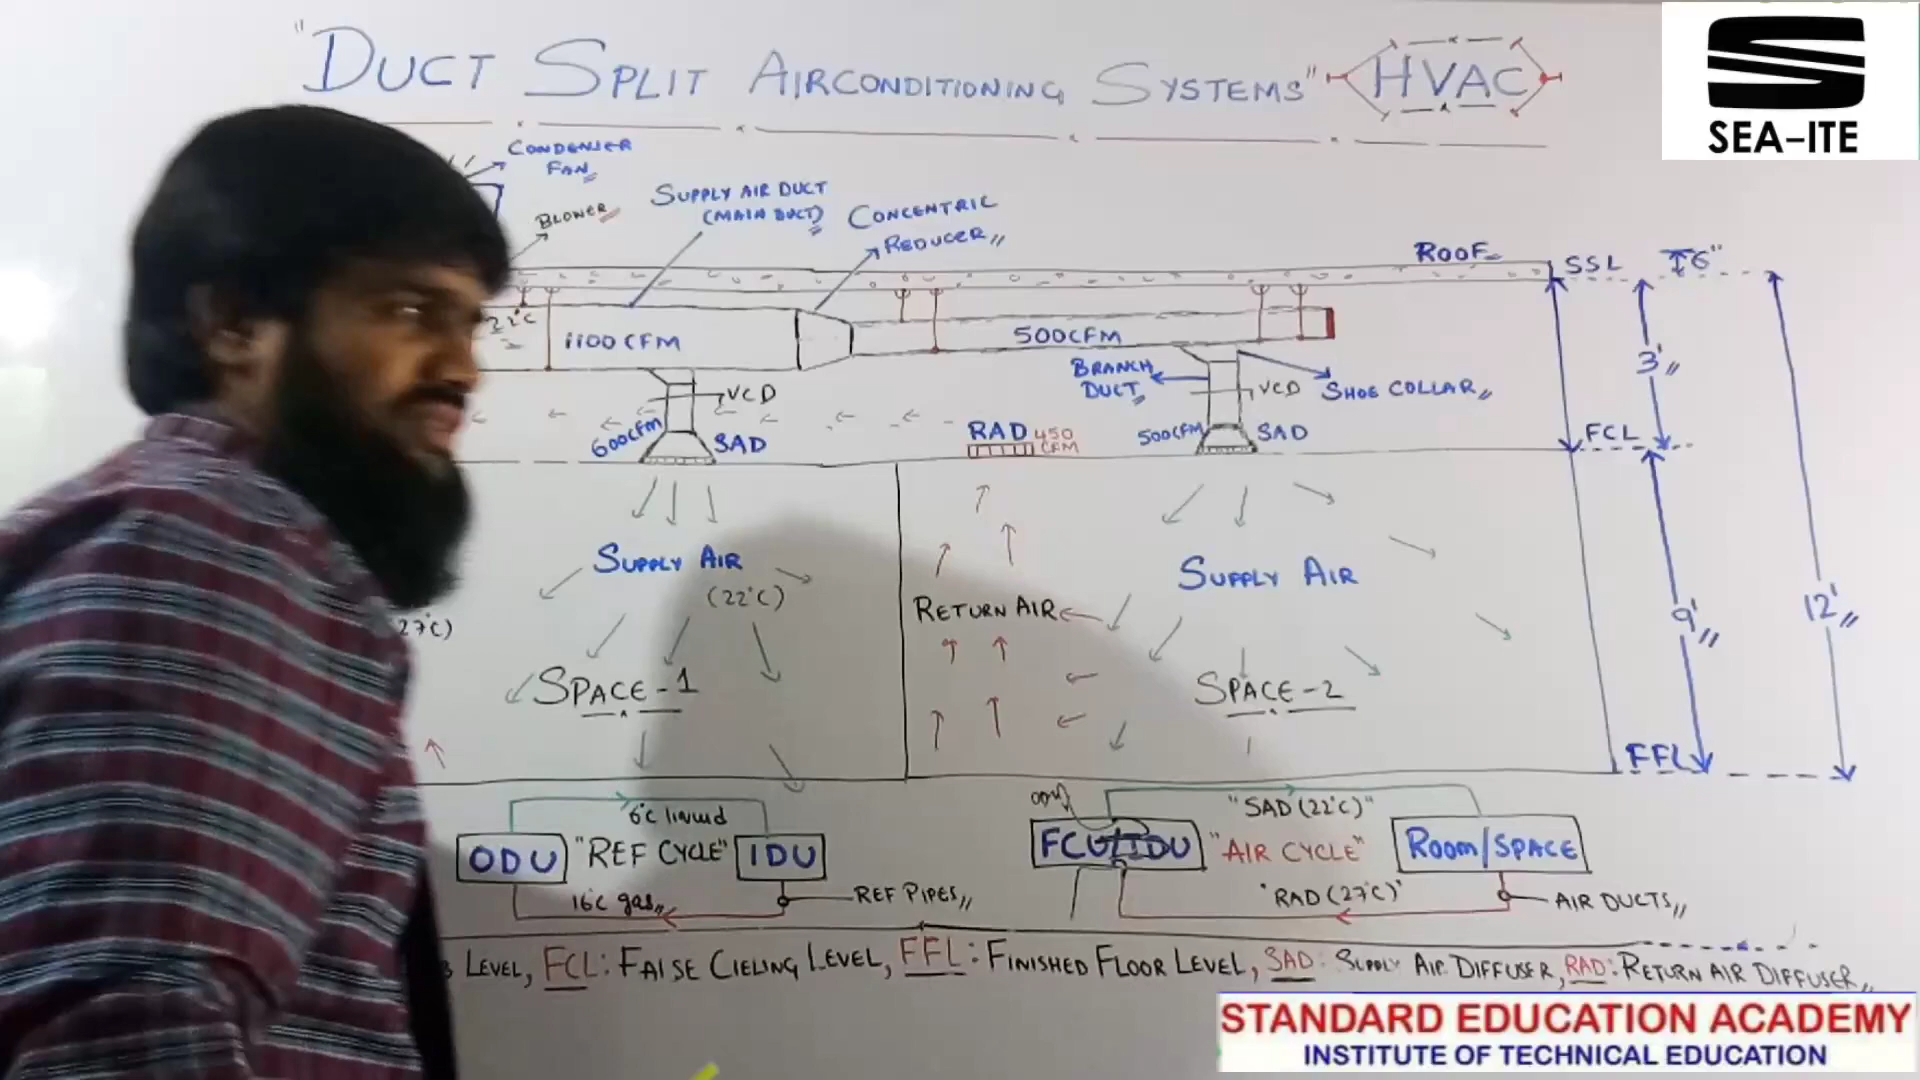 "DUCT SPLIT AIRCONDITIONING SYSTEMS"
HVAC
SEA-ITE
CONDENSER
FAN
BLOWER
SUPPLY AIR DUCT
(MAIN DUCT)
CONCENTRIC
REDUCER
ROOF
SSL
6"
22°C
1100 CFM
500 CFM
3'
BRANCH
DUCT
VCD
VCD
SHOE COLLAR
600CFM
SAD
RAD 450
CFM
500CFM
SAD
FCL
SUPPLY AIR
(22°C)
SUPPLY AIR
27°C)
RETURN AIR
9'
12'
SPACE-1
SPACE-2
FFL
6°C liquid
ODU
"REF CYCLE"
IDU
16°C gas
REF PIPES
"SAD (22°C)"
FCU/IDU
"AIR CYCLE"
ROOM/SPACE
"RAD (27°C)"
AIR DUCTS
B LEVEL, FCL: FALSE CIELING LEVEL, FFL: FINISHED FLOOR LEVEL, SAD: SUPPLY AIR DIFFUSER, RAD: RETURN AIR DIFFUSER
STANDARD EDUCATION ACADEMY
INSTITUTE OF TECHNICAL EDUCATION